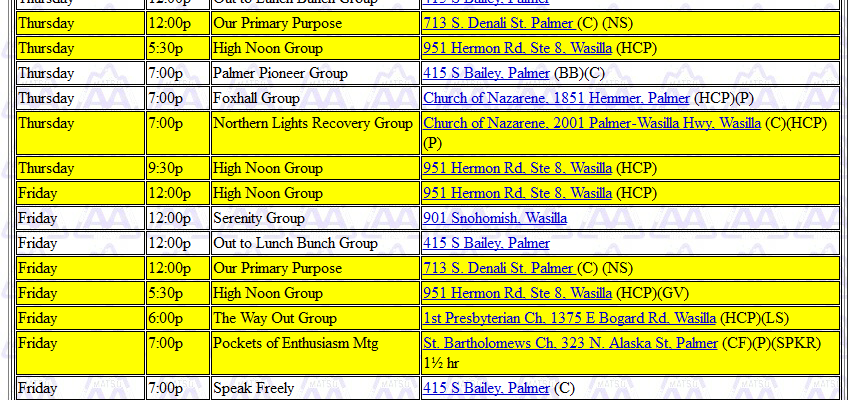 Thursday 12:00p Out to Lunch Bunch Group 415 S Bailey, Palmer
Thursday 12:00p Our Primary Purpose 713 S. Denali St. Palmer (C) (NS)
Thursday 5:30p High Noon Group 951 Hermon Rd, Ste 8, Wasilla (HCP)
Thursday 7:00p Palmer Pioneer Group 415 S Bailey, Palmer (BB)(C)
Thursday 7:00p Foxhall Group Church of Nazarene, 1851 Hemmer, Palmer (HCP)(P)
Thursday 7:00p Northern Lights Recovery Group Church of Nazarene, 2001 Palmer-Wasilla Hwy, Wasilla (C)(HCP)
(P)
Thursday 9:30p High Noon Group 951 Hermon Rd, Ste 8, Wasilla (HCP)
Friday 12:00p High Noon Group 951 Hermon Rd, Ste 8, Wasilla (HCP)
Friday 12:00p Serenity Group 901 Snohomish, Wasilla
Friday 12:00p Out to Lunch Bunch Group 415 S Bailey, Palmer
Friday 12:00p Our Primary Purpose 713 S. Denali St. Palmer (C) (NS)
Friday 5:30p High Noon Group 951 Hermon Rd, Ste 8, Wasilla (HCP)(GV)
Friday 6:00p The Way Out Group 1st Presbyterian Ch, 1375 E Bogard Rd, Wasilla (HCP)(LS)
Friday 7:00p Pockets of Enthusiasm Mtg St. Bartholomews Ch, 323 N. Alaska St, Palmer (CF)(P)(SPKR)
1½ hr
Friday 7:00p Speak Freely 415 S Bailey, Palmer (C)